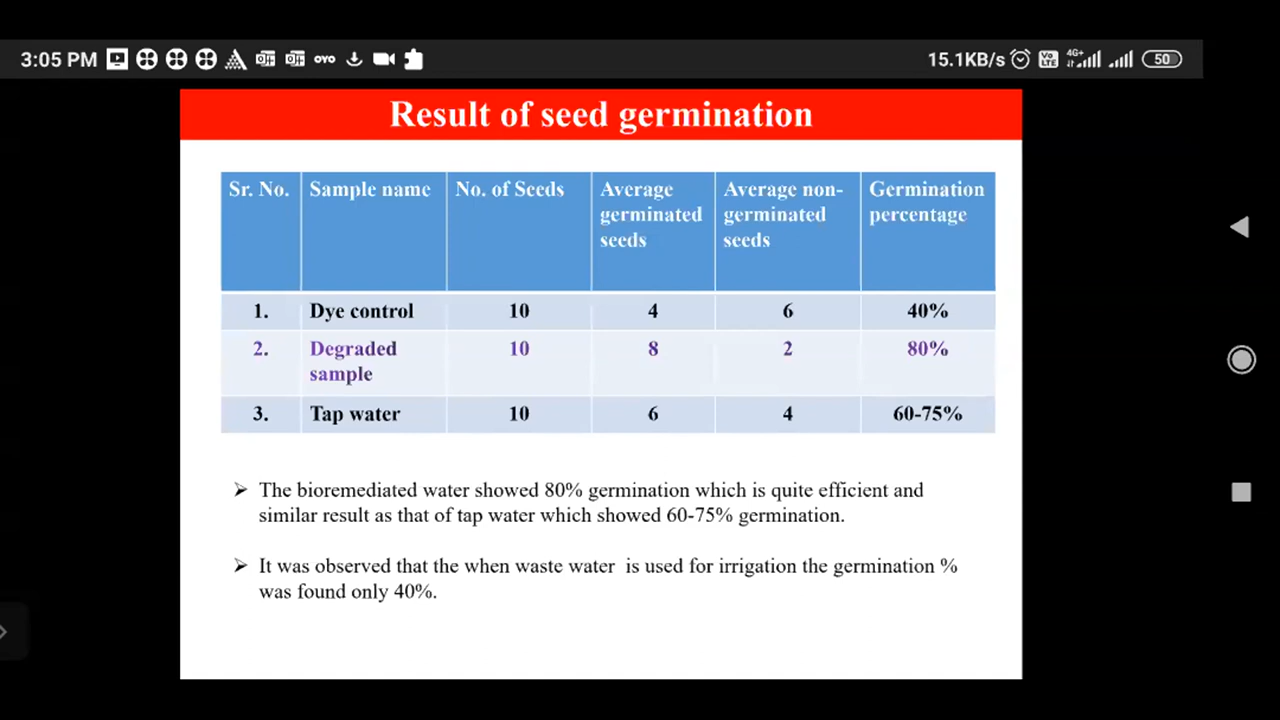 3:05 PM
15.1KB/s 4G+ 50
Result of seed germination
Sr. No. Sample name No. of Seeds Average germinated seeds Average non-germinated seeds Germination percentage
1. Dye control 10 4 6 40%
2. Degraded sample 10 8 2 80%
3. Tap water 10 6 4 60-75%
The bioremediated water showed 80% germination which is quite efficient and
similar result as that of tap water which showed 60-75% germination.
It was observed that the when waste water is used for irrigation the germination %
was found only 40%.